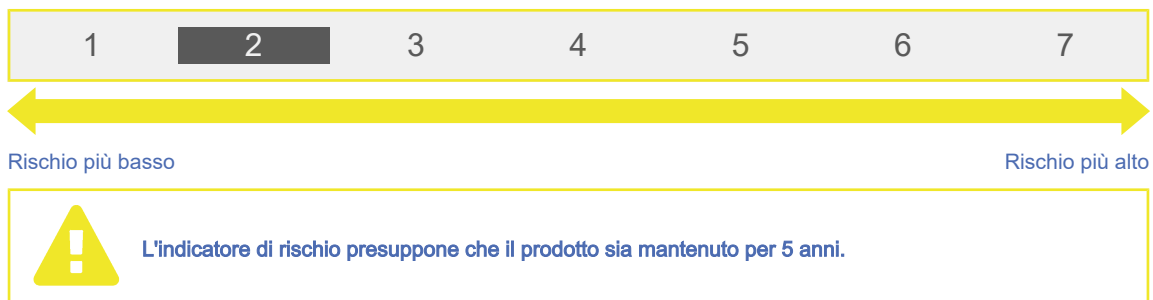 1 2 3 4 5 6 7
Rischio più basso Rischio più alto
L'indicatore di rischio presuppone che il prodotto sia mantenuto per 5 anni.